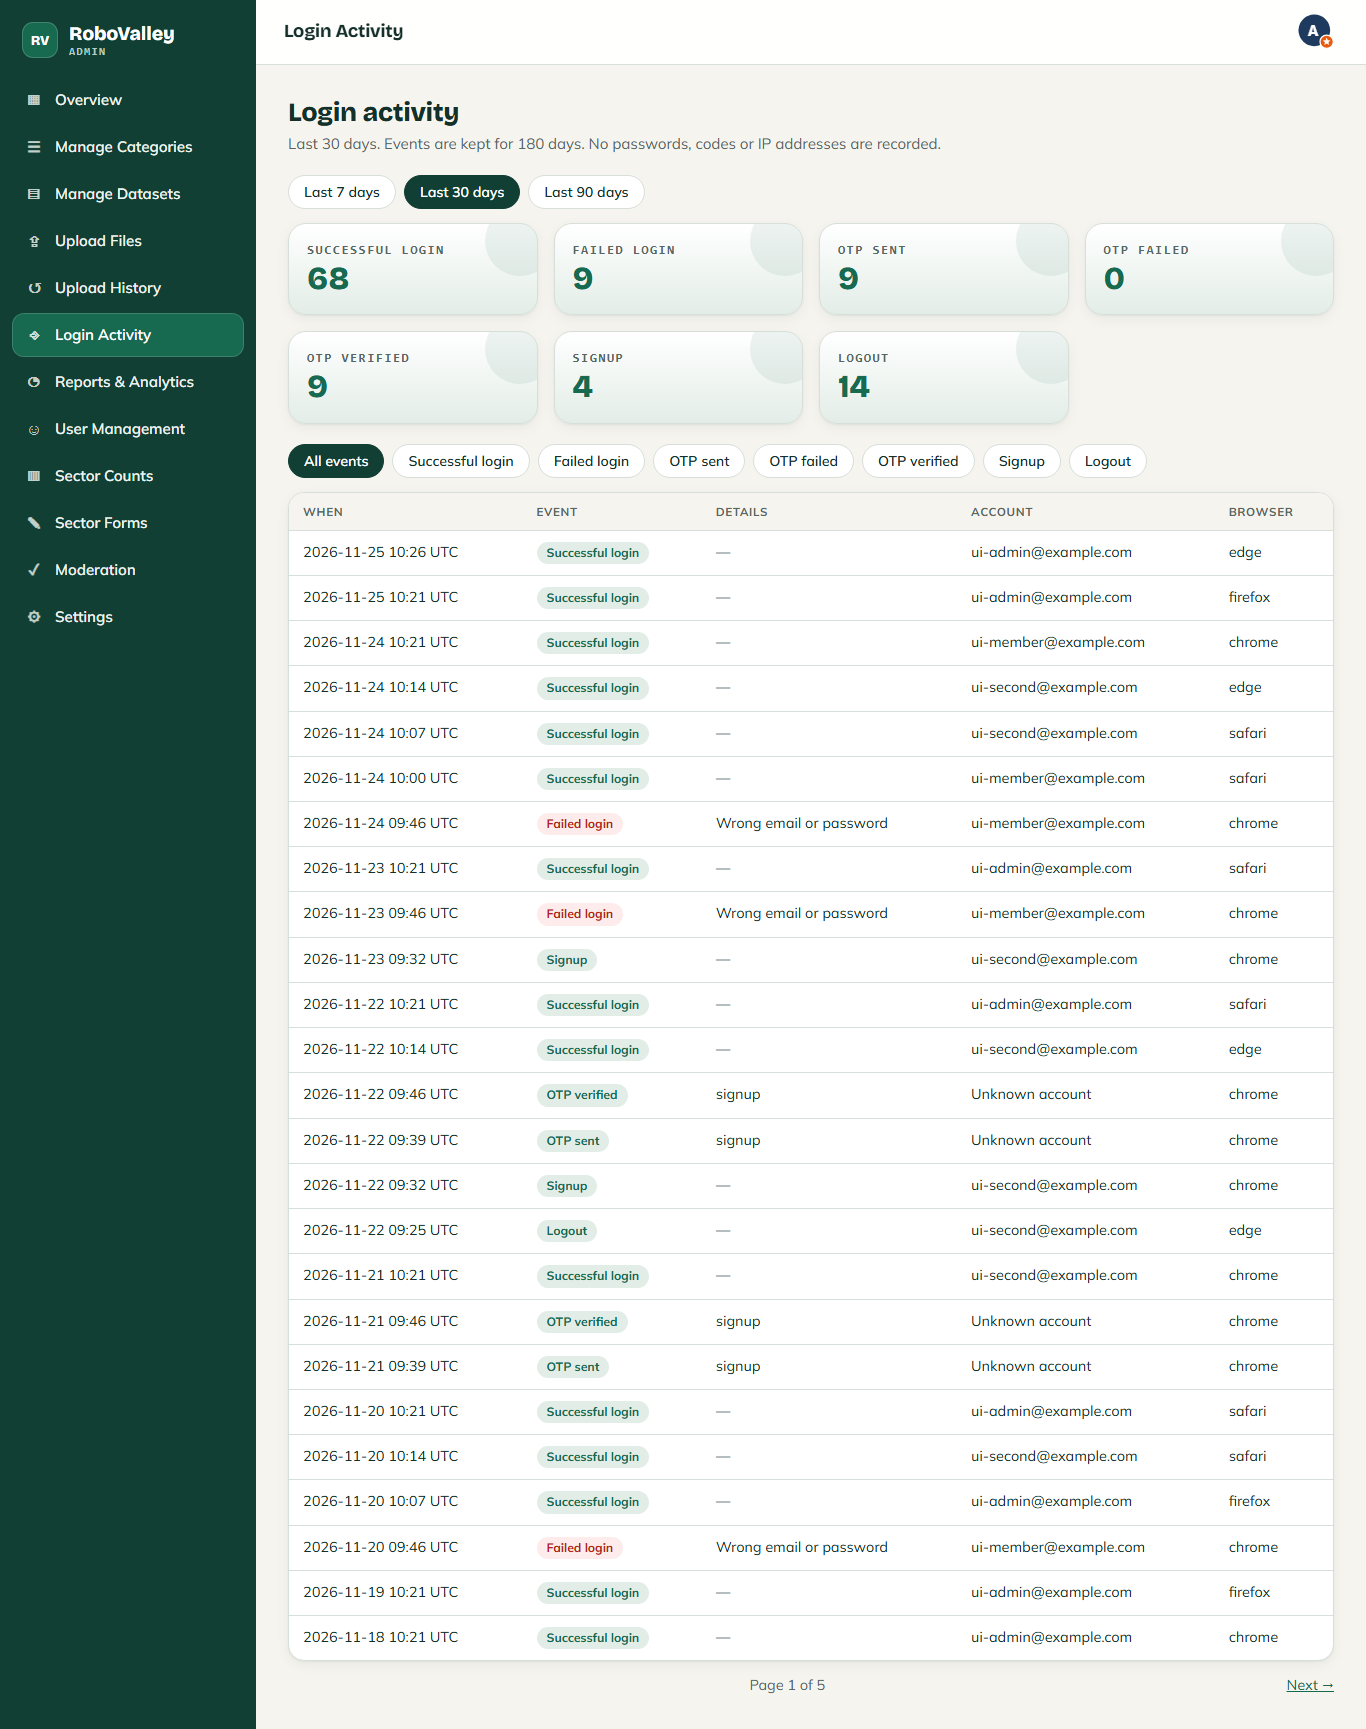 RV
RoboValley
ADMIN
Overview
Manage Categories
Manage Datasets
Upload Files
Upload History
Login Activity
Reports & Analytics
User Management
Sector Counts
Sector Forms
Moderation
Settings
Login Activity
A
Login activity
Last 30 days. Events are kept for 180 days. No passwords, codes or IP addresses are recorded.
Last 7 days Last 30 days Last 90 days
SUCCESSFUL LOGIN FAILED LOGIN OTP SENT OTP FAILED
68 9 9 0
OTP VERIFIED SIGNUP LOGOUT
9 4 14
All events Successful login Failed login OTP sent OTP failed OTP verified Signup Logout
WHEN EVENT DETAILS ACCOUNT BROWSER
2026-11-25 10:26 UTC Successful login — ui-admin@example.com edge
2026-11-25 10:21 UTC Successful login — ui-admin@example.com firefox
2026-11-24 10:21 UTC Successful login — ui-member@example.com chrome
2026-11-24 10:14 UTC Successful login — ui-second@example.com edge
2026-11-24 10:07 UTC Successful login — ui-second@example.com safari
2026-11-24 10:00 UTC Successful login — ui-member@example.com safari
2026-11-24 09:46 UTC Failed login Wrong email or password ui-member@example.com chrome
2026-11-23 10:21 UTC Successful login — ui-admin@example.com safari
2026-11-23 09:46 UTC Failed login Wrong email or password ui-member@example.com chrome
2026-11-23 09:32 UTC Signup — ui-second@example.com chrome
2026-11-22 10:21 UTC Successful login — ui-admin@example.com safari
2026-11-22 10:14 UTC Successful login — ui-second@example.com edge
2026-11-22 09:46 UTC OTP verified signup Unknown account chrome
2026-11-22 09:39 UTC OTP sent signup Unknown account chrome
2026-11-22 09:32 UTC Signup — ui-second@example.com chrome
2026-11-22 09:25 UTC Logout — ui-second@example.com edge
2026-11-21 10:21 UTC Successful login — ui-second@example.com chrome
2026-11-21 09:46 UTC OTP verified signup Unknown account chrome
2026-11-21 09:39 UTC OTP sent signup Unknown account chrome
2026-11-20 10:21 UTC Successful login — ui-admin@example.com safari
2026-11-20 10:14 UTC Successful login — ui-second@example.com safari
2026-11-20 10:07 UTC Successful login — ui-admin@example.com firefox
2026-11-20 09:46 UTC Failed login Wrong email or password ui-member@example.com chrome
2026-11-19 10:21 UTC Successful login — ui-admin@example.com firefox
2026-11-18 10:21 UTC Successful login — ui-admin@example.com chrome
Page 1 of 5 Next →